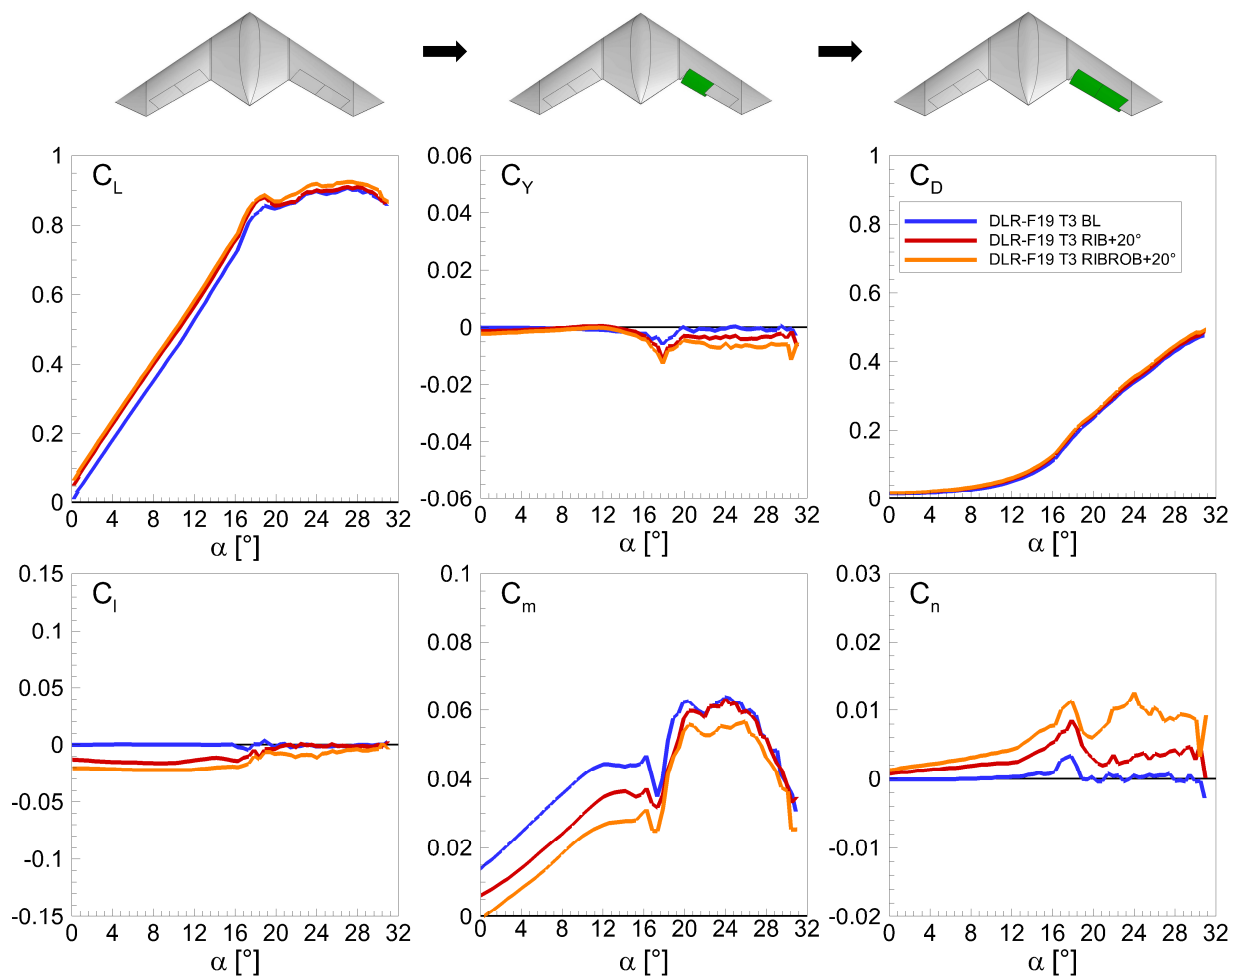 C_L
1
0.8
0.6
0.4
0.2
0
0 4 8 12 16 20 24 28 32
α [°]
C_Y
0.06
0.04
0.02
0
-0.02
-0.04
-0.06
0 4 8 12 16 20 24 28 32
α [°]
C_D
1
0.8
0.6
0.4
0.2
0
DLR-F19 T3 BL
DLR-F19 T3 RIB+20°
DLR-F19 T3 RIBROB+20°
0 4 8 12 16 20 24 28 32
α [°]
C_l
0.15
0.1
0.05
0
-0.05
-0.1
-0.15
0 4 8 12 16 20 24 28 32
α [°]
C_m
0.1
0.08
0.06
0.04
0.02
0
0 4 8 12 16 20 24 28 32
α [°]
C_n
0.03
0.02
0.01
0
-0.01
-0.02
0 4 8 12 16 20 24 28 32
α [°]